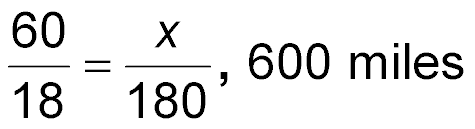 60/18 = x/180, 600 miles